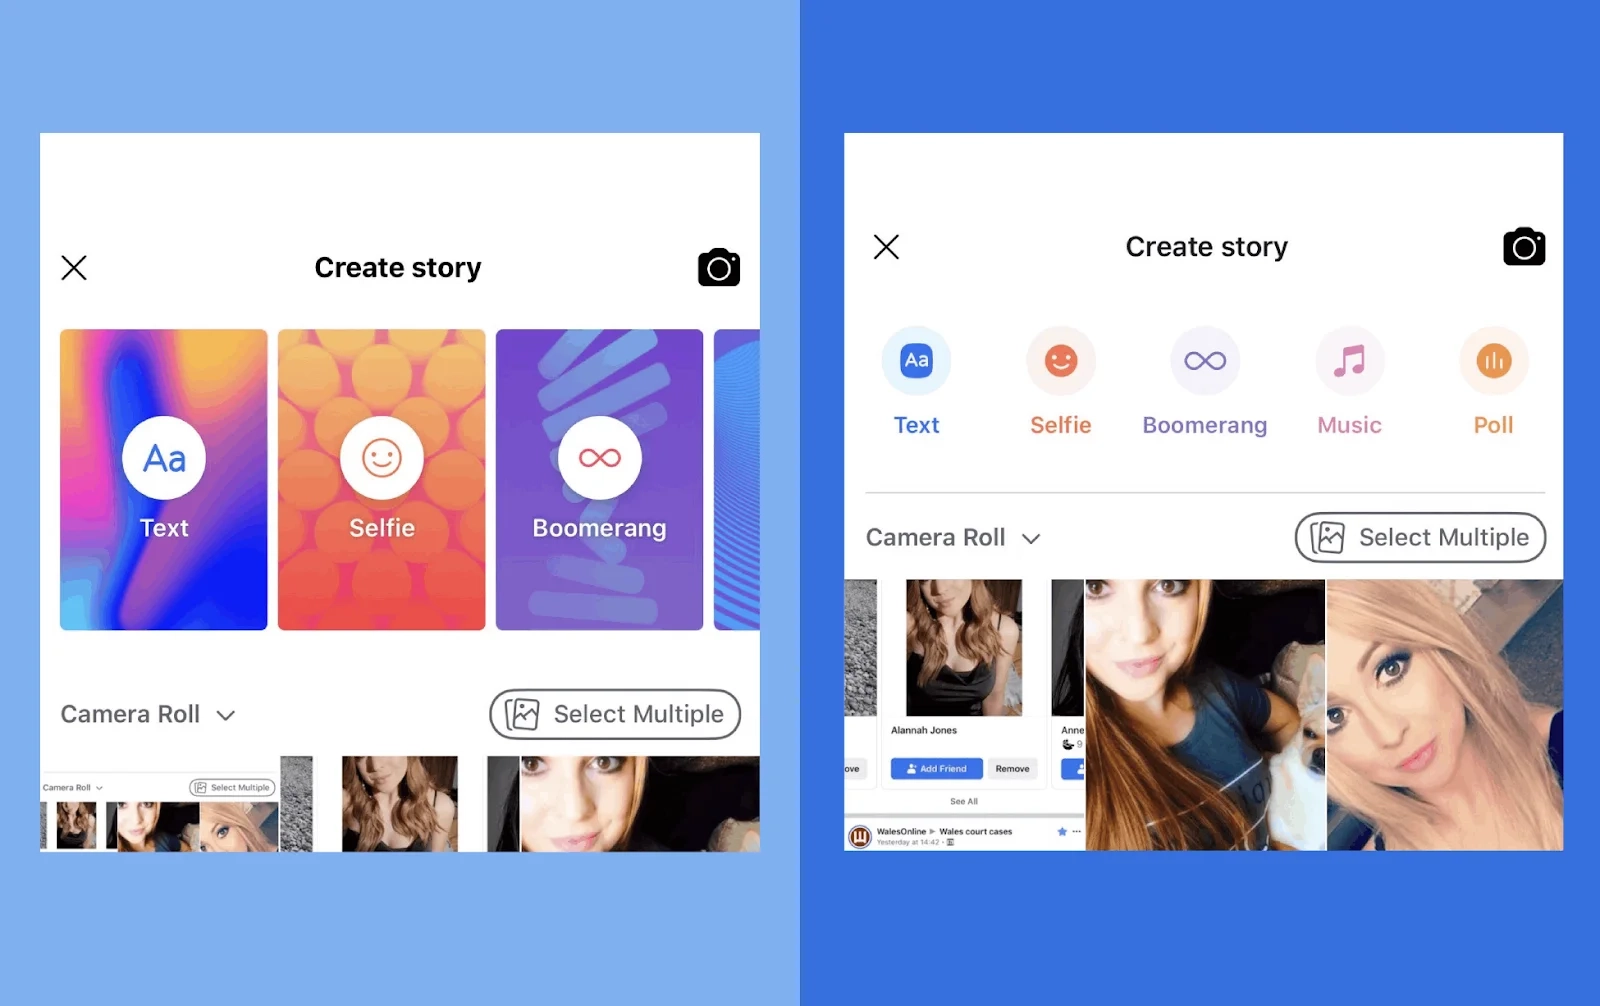 Create story
Aa
Text
Selfie
Boomerang
Camera Roll
Select Multiple
Camera Roll
Select Multiple
Create story
Aa
Text
Selfie
Boomerang
Music
Poll
Camera Roll
Select Multiple
Alannah Jones
Anne
9
ove
Add Friend
Remove
See All
WalesOnline ▸ Wales court cases
Yesterday at 14:42 ·